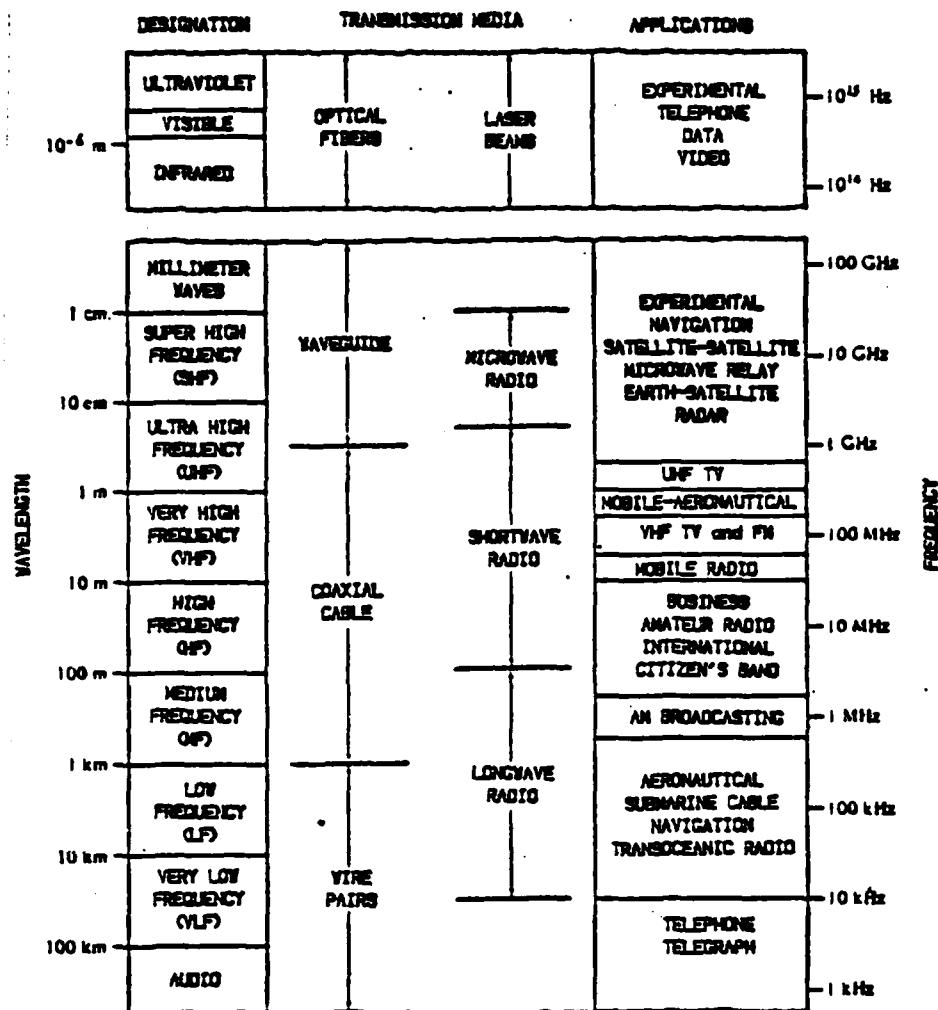 DESIGNATION
TRANSMISSION MEDIA
APPLICATIONS
ULTRAVIOLET
VISIBLE
INFRARED
10⁻⁶ m
OPTICAL
FIBERS
LASER
BEAMS
EXPERIMENTAL
TELEPHONE
DATA
VIDEO
10¹⁵ Hz
10¹⁴ Hz
WAVELENGTH
1 cm.
10 cm
1 m
10 m
100 m
1 km
10 km
100 km
MILLIMETER
WAVES
SUPER HIGH
FREQUENCY
(SHF)
ULTRA HIGH
FREQUENCY
(UHF)
VERY HIGH
FREQUENCY
(VHF)
HIGH
FREQUENCY
(HF)
MEDIUM
FREQUENCY
(MF)
LOW
FREQUENCY
(LF)
VERY LOW
FREQUENCY
(VLF)
AUDIO
WAVEGUIDE
COAXIAL
CABLE
WIRE
PAIRS
MICROWAVE
RADIO
SHORTWAVE
RADIO
LONGWAVE
RADIO
EXPERIMENTAL
NAVIGATION
SATELLITE-SATELLITE
MICROWAVE RELAY
EARTH-SATELLITE
RADAR
UHF TV
MOBILE-AERONAUTICAL
VHF TV and FM
MOBILE RADIO
BUSINESS
AMATEUR RADIO
INTERNATIONAL
CITIZEN'S BAND
AM BROADCASTING
AERONAUTICAL
SUBMARINE CABLE
NAVIGATION
TRANSOCEANIC RADIO
TELEPHONE
TELEGRAPH
100 GHz
10 GHz
1 GHz
100 MHz
10 MHz
1 MHz
100 kHz
10 kHz
1 kHz
FREQUENCY